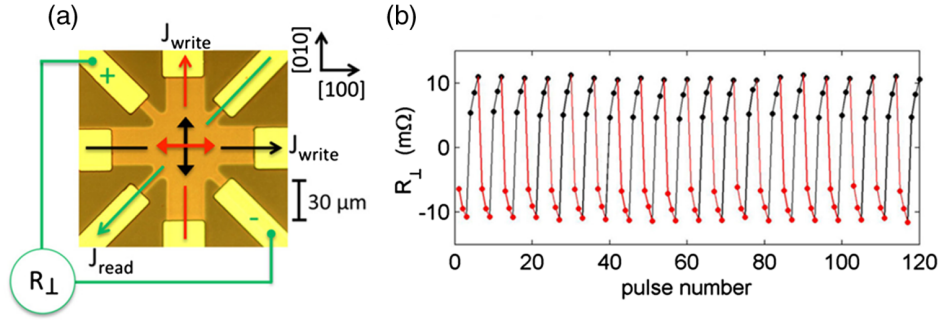 (a)
J_write
[010]
[100]
+
J_write
30 µm
-
J_read
R⊥
(b)
R⊥ (mΩ)
10
0
-10
0 20 40 60 80 100 120
pulse number